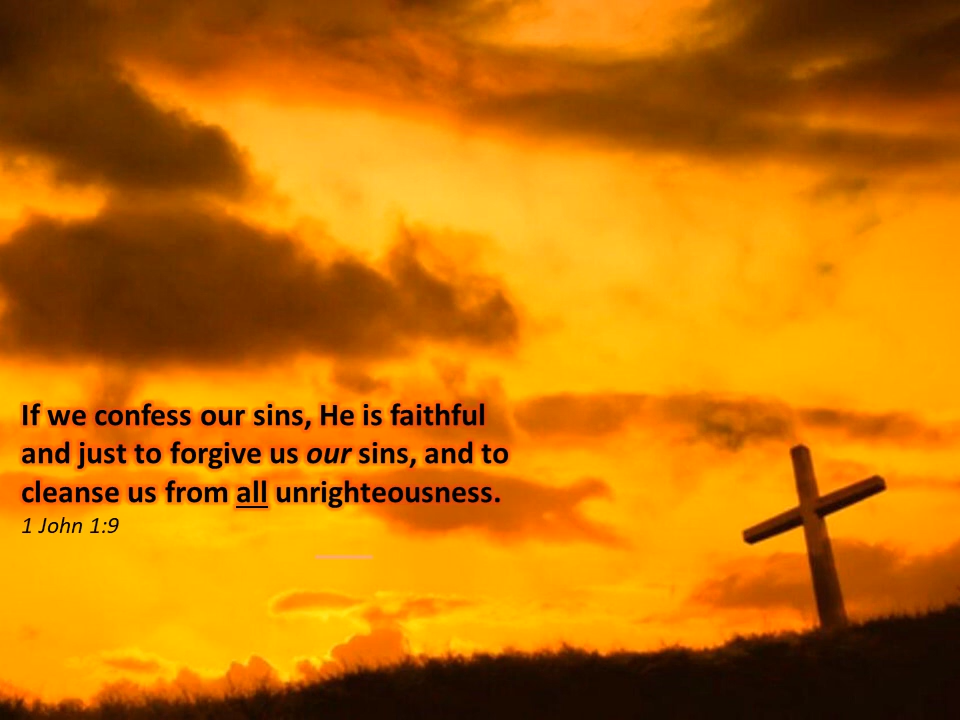 If we confess our sins, He is faithful
and just to forgive us our sins, and to
cleanse us from all unrighteousness.
1 John 1:9